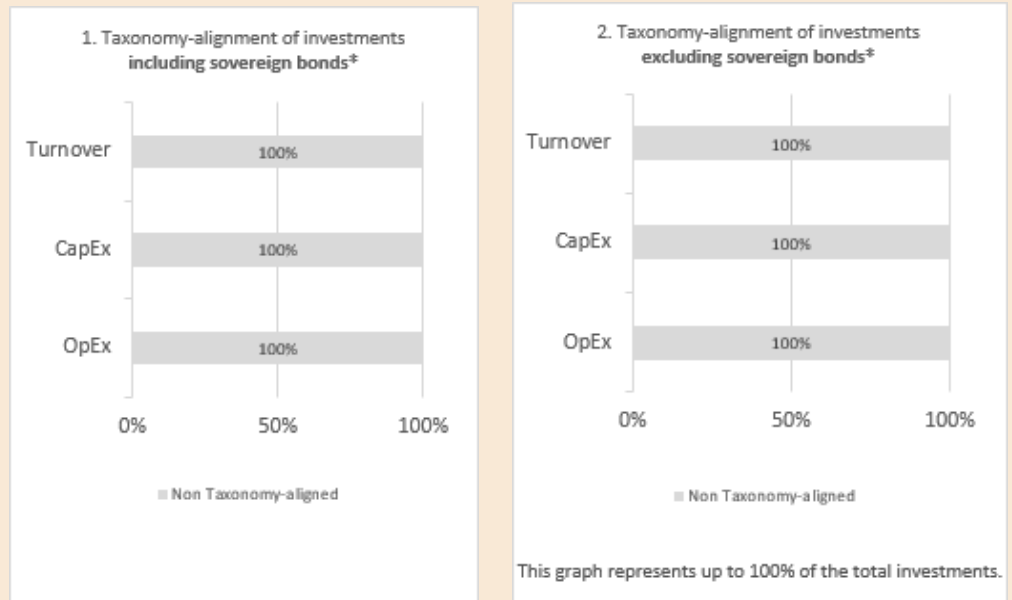 1. Taxonomy-alignment of investments
including sovereign bonds*
Turnover
100%
CapEx
100%
OpEx
100%
0% 50% 100%
Non Taxonomy-aligned
2. Taxonomy-alignment of investments
excluding sovereign bonds*
Turnover
100%
CapEx
100%
OpEx
100%
0% 50% 100%
Non Taxonomy-aligned
This graph represents up to 100% of the total investments.